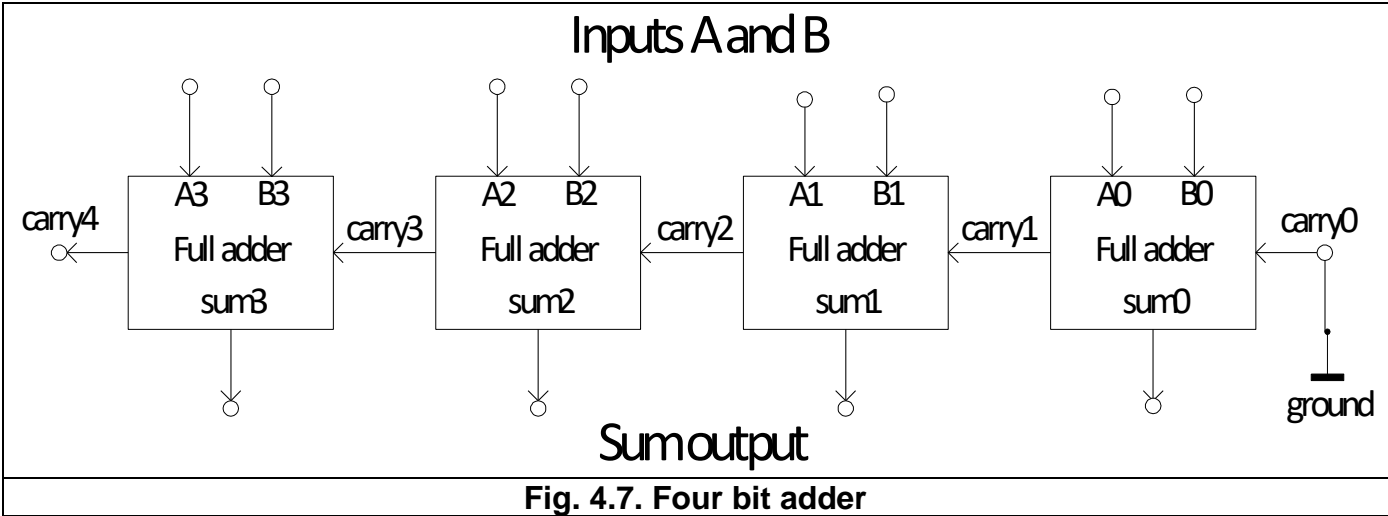 Inputs A and B
A3 B3 A2 B2 A1 B1 A0 B0
carry4 carry3 carry2 carry1 carry0
Full adder Full adder Full adder Full adder
sum3 sum2 sum1 sum0
ground
Sum output
Fig. 4.7. Four bit adder